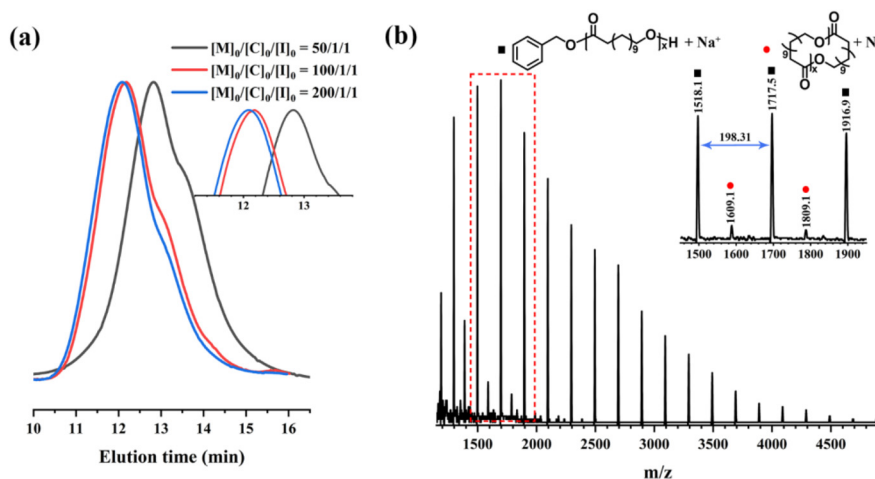 (a)
[M]₀/[C]₀/[I]₀ = 50/1/1
[M]₀/[C]₀/[I]₀ = 100/1/1
[M]₀/[C]₀/[I]₀ = 200/1/1
12 13
10 11 12 13 14 15 16
Elution time (min)
(b)
■ O O O x H + Na⁺
9
● O O 9 + N
9 O x O 9
1518.1
1717.5
1916.9
198.31
1609.1
1809.1
1500 1600 1700 1800 1900
1500 2000 2500 3000 3500 4000 4500
m/z